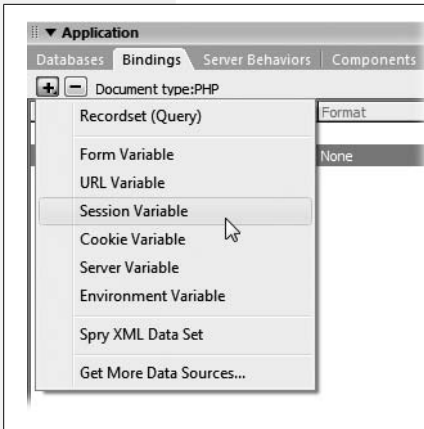 Application
Databases Bindings Server Behaviors Components
Document type:PHP
Recordset (Query)
Format
Form Variable
None
URL Variable
Session Variable
Cookie Variable
Server Variable
Environment Variable
Spry XML Data Set
Get More Data Sources...